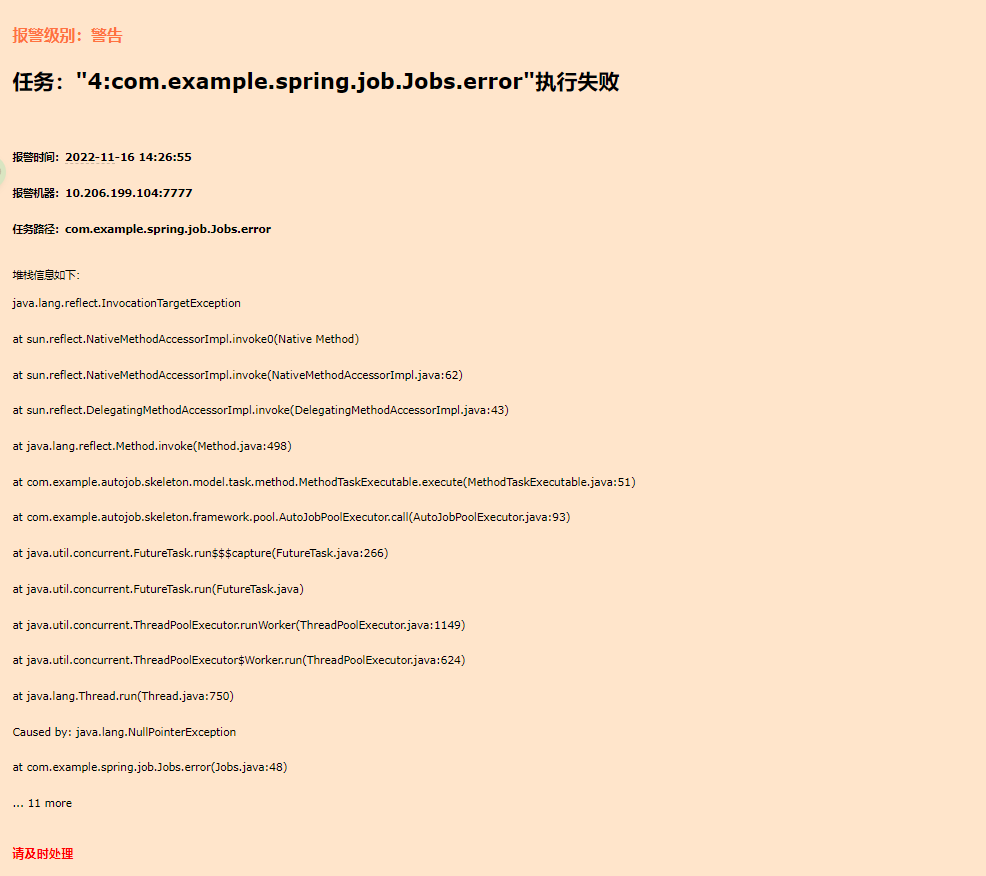 报警级别：警告
任务："4:com.example.spring.job.Jobs.error"执行失败
报警时间：2022-11-16 14:26:55
报警机器：10.206.199.104:7777
任务路径：com.example.spring.job.Jobs.error
堆栈信息如下：
java.lang.reflect.InvocationTargetException
at sun.reflect.NativeMethodAccessorImpl.invoke0(Native Method)
at sun.reflect.NativeMethodAccessorImpl.invoke(NativeMethodAccessorImpl.java:62)
at sun.reflect.DelegatingMethodAccessorImpl.invoke(DelegatingMethodAccessorImpl.java:43)
at java.lang.reflect.Method.invoke(Method.java:498)
at com.example.autojob.skeleton.model.task.method.MethodTaskExecutable.execute(MethodTaskExecutable.java:51)
at com.example.autojob.skeleton.framework.pool.AutoJobPoolExecutor.call(AutoJobPoolExecutor.java:93)
at java.util.concurrent.FutureTask.run$$$capture(FutureTask.java:266)
at java.util.concurrent.FutureTask.run(FutureTask.java)
at java.util.concurrent.ThreadPoolExecutor.runWorker(ThreadPoolExecutor.java:1149)
at java.util.concurrent.ThreadPoolExecutor$Worker.run(ThreadPoolExecutor.java:624)
at java.lang.Thread.run(Thread.java:750)
Caused by: java.lang.NullPointerException
at com.example.spring.job.Jobs.error(Jobs.java:48)
... 11 more
请及时处理